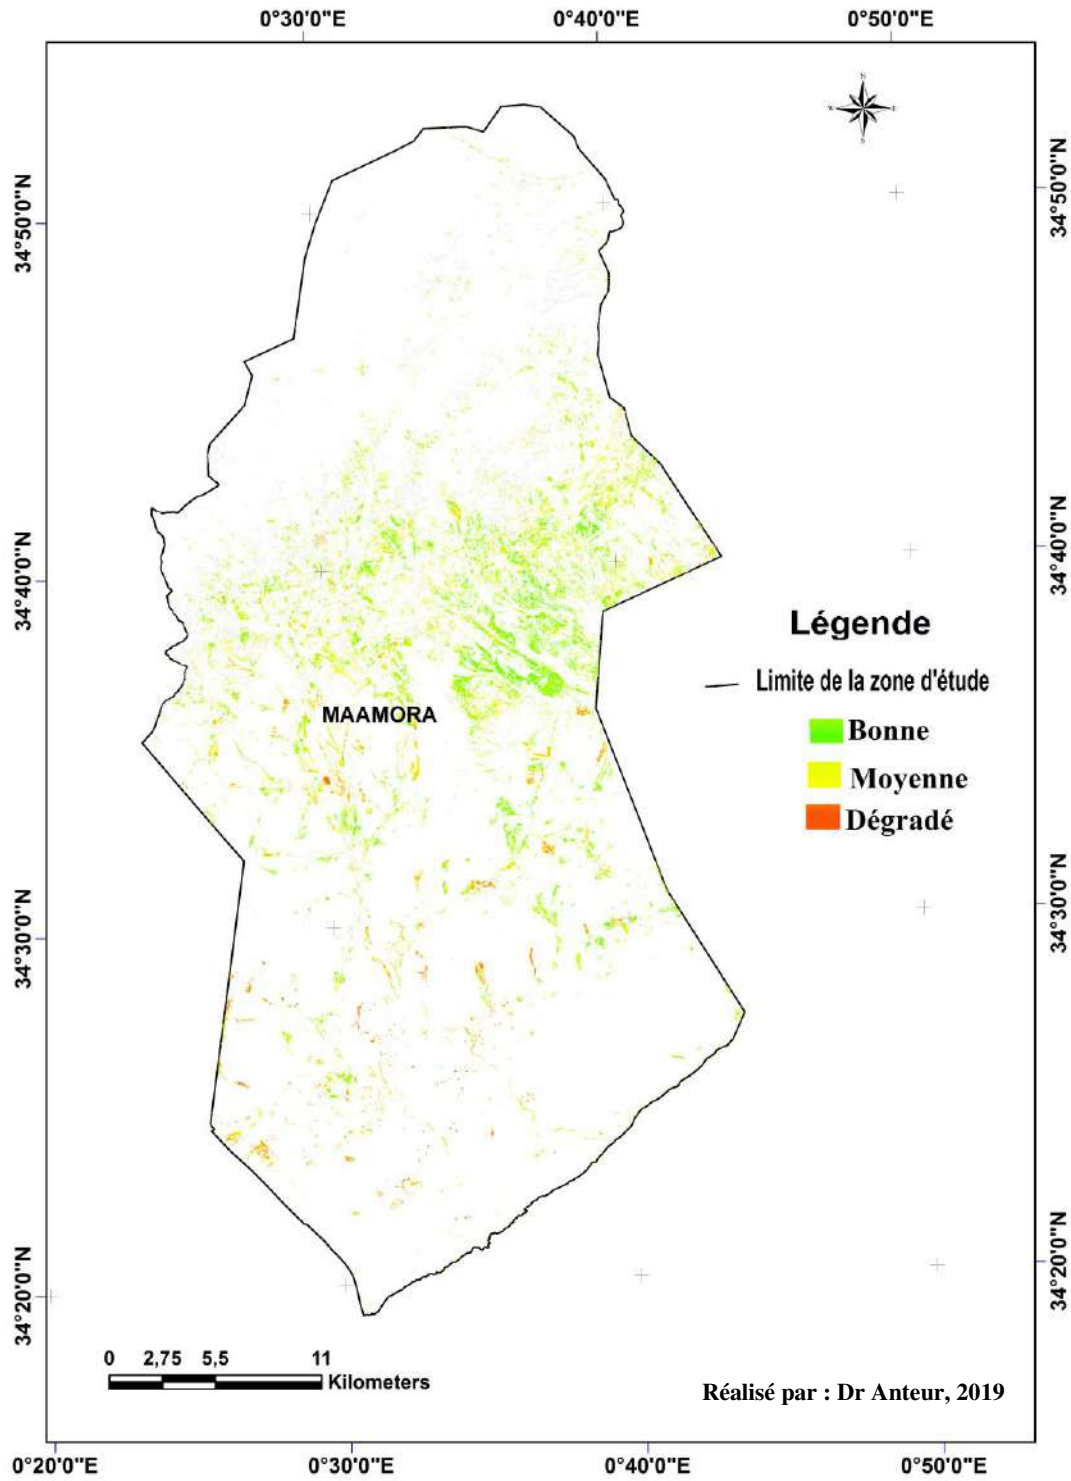 0°30'0"E 0°40'0"E 0°50'0"E
N
W E
S
34°50'0"N
34°50'0"N
34°40'0"N
34°40'0"N
Légende
Limite de la zone d'étude
MAAMORA
Bonne
Moyenne
Dégradé
34°30'0"N
34°30'0"N
34°20'0"N
34°20'0"N
0 2,75 5,5 11
Kilometers
Réalisé par : Dr Anteur, 2019
0°20'0"E 0°30'0"E 0°40'0"E 0°50'0"E